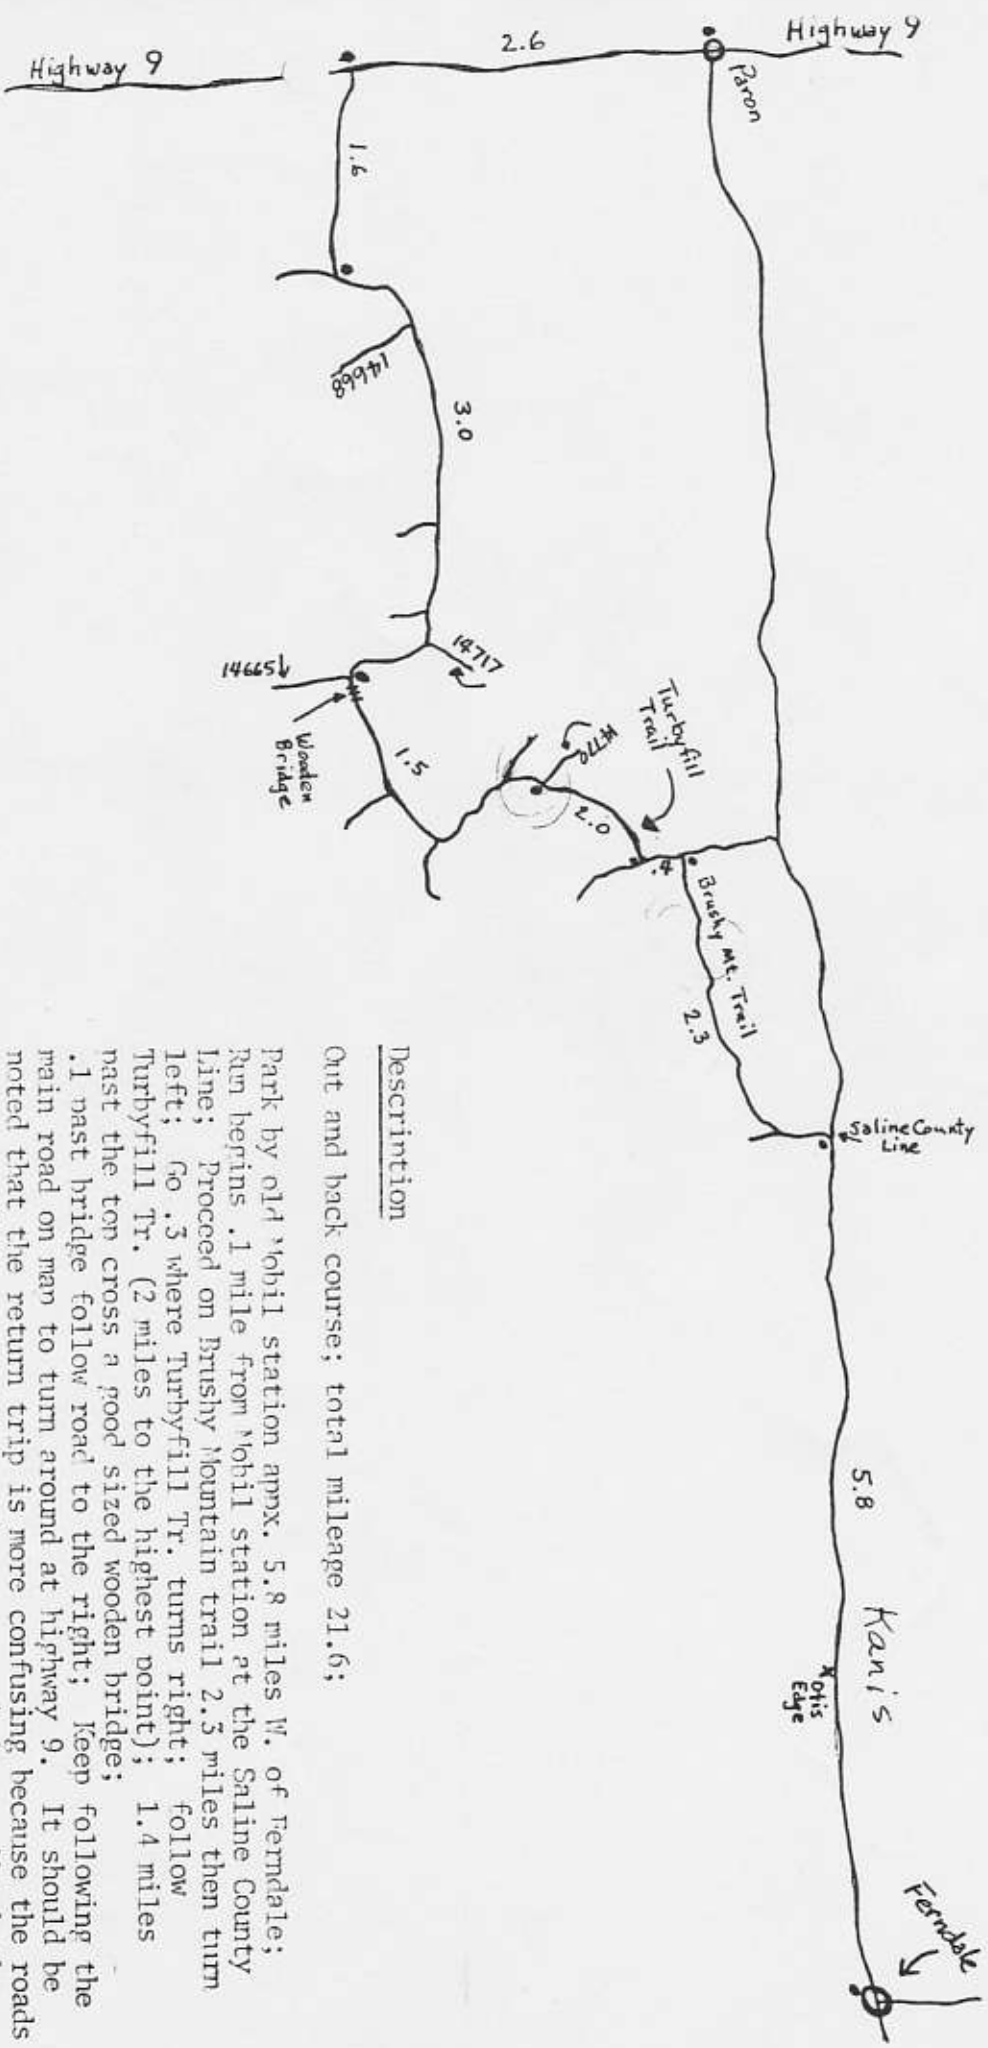 Highway 9
2.6
Highway 9
Paron
1.6
14668
3.0
14717
14665
Wooden
Bridge
1.5
14770
Turbyfill
Trail
2.0
.4
Brushy Mt. Trail
2.3
Saline County
Line
5.8
Kanis
Otis
Edge
Ferndale
Description
Out and back course; total mileage 21.6;
Park by old Mobil station appx. 5.8 miles W. of Ferndale;
Run begins .1 mile from Mobil station at the Saline County
Line; Proceed on Brushy Mountain trail 2.3 miles then turn
left; Go .3 where Turbyfill Tr. turns right; follow
Turbyfill Tr. (2 miles to the highest point); 1.4 miles
past the top cross a good sized wooden bridge;
.1 past bridge follow road to the right; Keep following the
main road on map to turn around at highway 9. It should be
noted that the return trip is more confusing because the roads